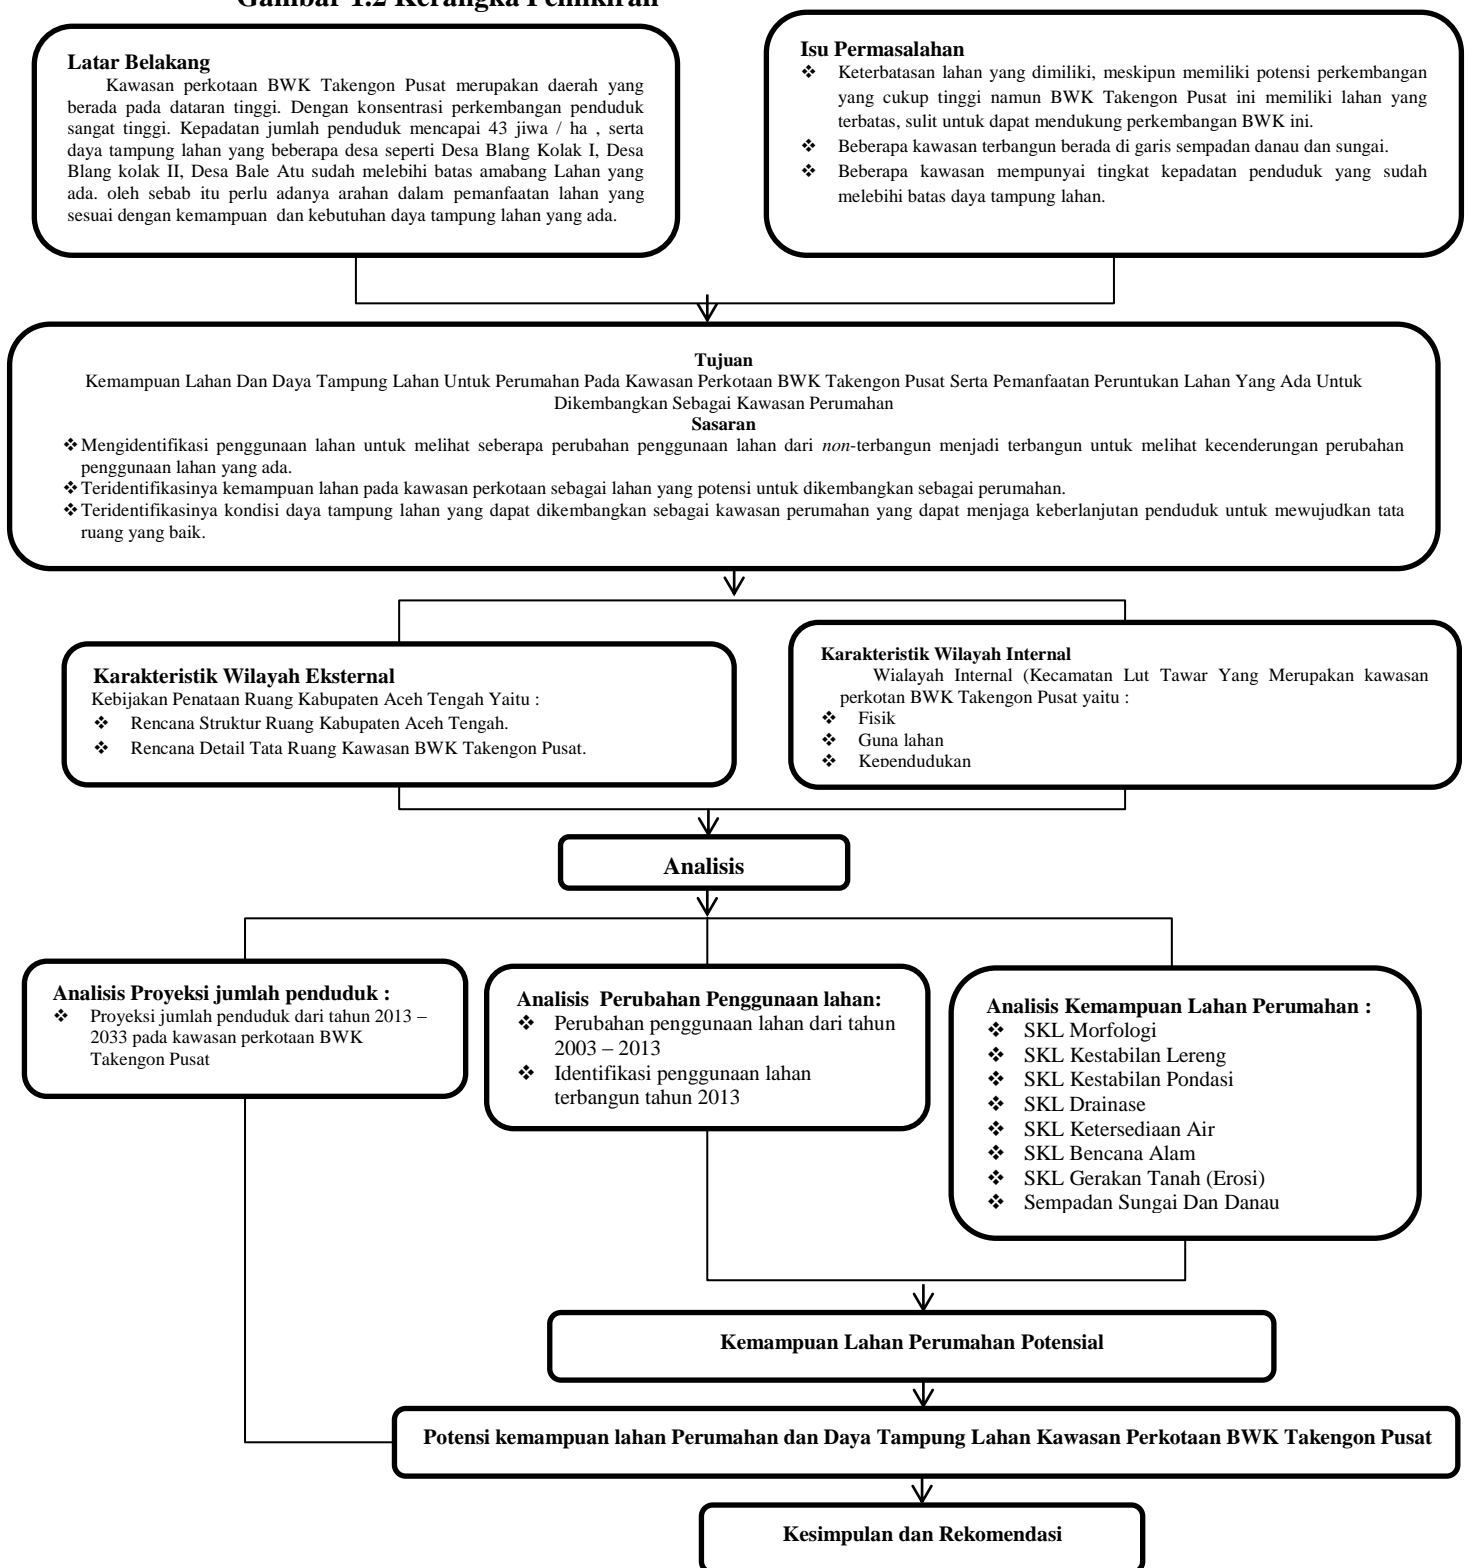 Gambar 1.2 Kerangka Pemikiran
Latar Belakang
Kawasan perkotaan BWK Takengon Pusat merupakan daerah yang
berada pada dataran tinggi. Dengan konsentrasi perkembangan penduduk
sangat tinggi. Kepadatan jumlah penduduk mencapai 43 jiwa / ha , serta
daya tampung lahan yang beberapa desa seperti Desa Blang Kolak I, Desa
Blang kolak II, Desa Bale Atu sudah melebihi batas amabang Lahan yang
ada. oleh sebab itu perlu adanya arahan dalam pemanfaatan lahan yang
sesuai dengan kemampuan dan kebutuhan daya tampung lahan yang ada.
Isu Permasalahan
❖ Keterbatasan lahan yang dimiliki, meskipun memiliki potensi perkembangan
yang cukup tinggi namun BWK Takengon Pusat ini memiliki lahan yang
terbatas, sulit untuk dapat mendukung perkembangan BWK ini.
❖ Beberapa kawasan terbangun berada di garis sempadan danau dan sungai.
❖ Beberapa kawasan mempunyai tingkat kepadatan penduduk yang sudah
melebihi batas daya tampung lahan.
Tujuan
Kemampuan Lahan Dan Daya Tampung Lahan Untuk Perumahan Pada Kawasan Perkotaan BWK Takengon Pusat Serta Pemanfaatan Peruntukan Lahan Yang Ada Untuk
Dikembangkan Sebagai Kawasan Perumahan
Sasaran
❖ Mengidentifikasi penggunaan lahan untuk melihat seberapa perubahan penggunaan lahan dari non-terbangun menjadi terbangun untuk melihat kecenderungan perubahan
penggunaan lahan yang ada.
❖ Teridentifikasinya kemampuan lahan pada kawasan perkotaan sebagai lahan yang potensi untuk dikembangkan sebagai perumahan.
❖ Teridentifikasinya kondisi daya tampung lahan yang dapat dikembangkan sebagai kawasan perumahan yang dapat menjaga keberlanjutan penduduk untuk mewujudkan tata
ruang yang baik.
Karakteristik Wilayah Eksternal
Kebijakan Penataan Ruang Kabupaten Aceh Tengah Yaitu :
❖ Rencana Struktur Ruang Kabupaten Aceh Tengah.
❖ Rencana Detail Tata Ruang Kawasan BWK Takengon Pusat.
Karakteristik Wilayah Internal
Wialayah Internal (Kecamatan Lut Tawar Yang Merupakan kawasan
perkotan BWK Takengon Pusat yaitu :
❖ Fisik
❖ Guna lahan
❖ Kependudukan
Analisis
Analisis Proyeksi jumlah penduduk :
❖ Proyeksi jumlah penduduk dari tahun 2013 –
2033 pada kawasan perkotaan BWK
Takengon Pusat
Analisis Perubahan Penggunaan lahan:
❖ Perubahan penggunaan lahan dari tahun
2003 – 2013
❖ Identifikasi penggunaan lahan
terbangun tahun 2013
Analisis Kemampuan Lahan Perumahan :
❖ SKL Morfologi
❖ SKL Kestabilan Lereng
❖ SKL Kestabilan Pondasi
❖ SKL Drainase
❖ SKL Ketersediaan Air
❖ SKL Bencana Alam
❖ SKL Gerakan Tanah (Erosi)
❖ Sempadan Sungai Dan Danau
Kemampuan Lahan Perumahan Potensial
Potensi kemampuan lahan Perumahan dan Daya Tampung Lahan Kawasan Perkotaan BWK Takengon Pusat
Kesimpulan dan Rekomendasi